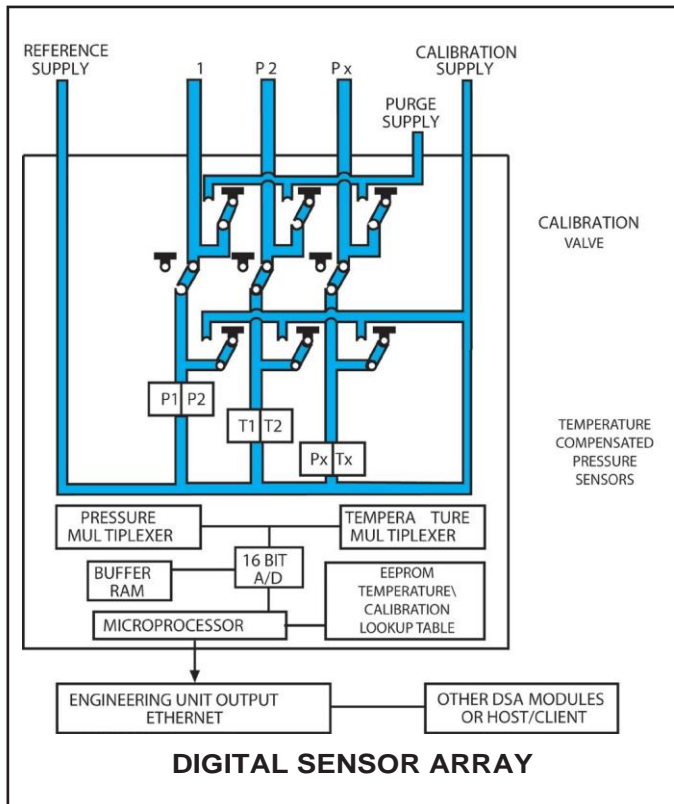 REFERENCE
SUPPLY
1
P 2
P x
CALIBRATION
SUPPLY
PURGE
SUPPLY
CALIBRATION
VALVE
P1 P2
T1 T2
Px Tx
TEMPERATURE
COMPENSATED
PRESSURE
SENSORS
PRESSURE
MUL TIPLEXER
TEMPERA TURE
MUL TIPLEXER
16 BIT
A/D
BUFFER
RAM
EEPROM
TEMPERATURE\
CALIBRATION
LOOKUP TABLE
MICROPROCESSOR
ENGINEERING UNIT OUTPUT
ETHERNET
OTHER DSA MODULES
OR HOST/CLIENT
DIGITAL SENSOR ARRAY